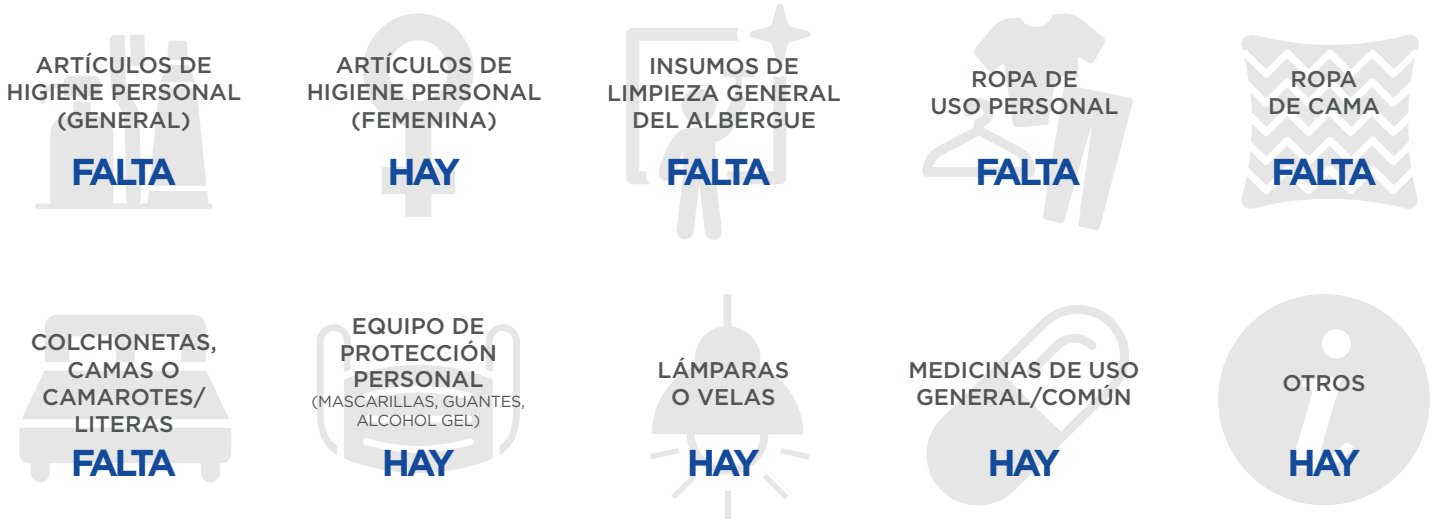 ARTÍCULOS DE
HIGIENE PERSONAL
(GENERAL)
FALTA
ARTÍCULOS DE
HIGIENE PERSONAL
(FEMENINA)
HAY
INSUMOS DE
LIMPIEZA GENERAL
DEL ALBERGUE
FALTA
ROPA DE
USO PERSONAL
FALTA
ROPA
DE CAMA
FALTA
COLCHONETAS,
CAMAS O
CAMAROTES/
LITERAS
FALTA
EQUIPO DE
PROTECCIÓN
PERSONAL
(MASCARILLAS, GUANTES,
ALCOHOL GEL)
HAY
LÁMPARAS
O VELAS
HAY
MEDICINAS DE USO
GENERAL/COMÚN
HAY
OTROS
HAY